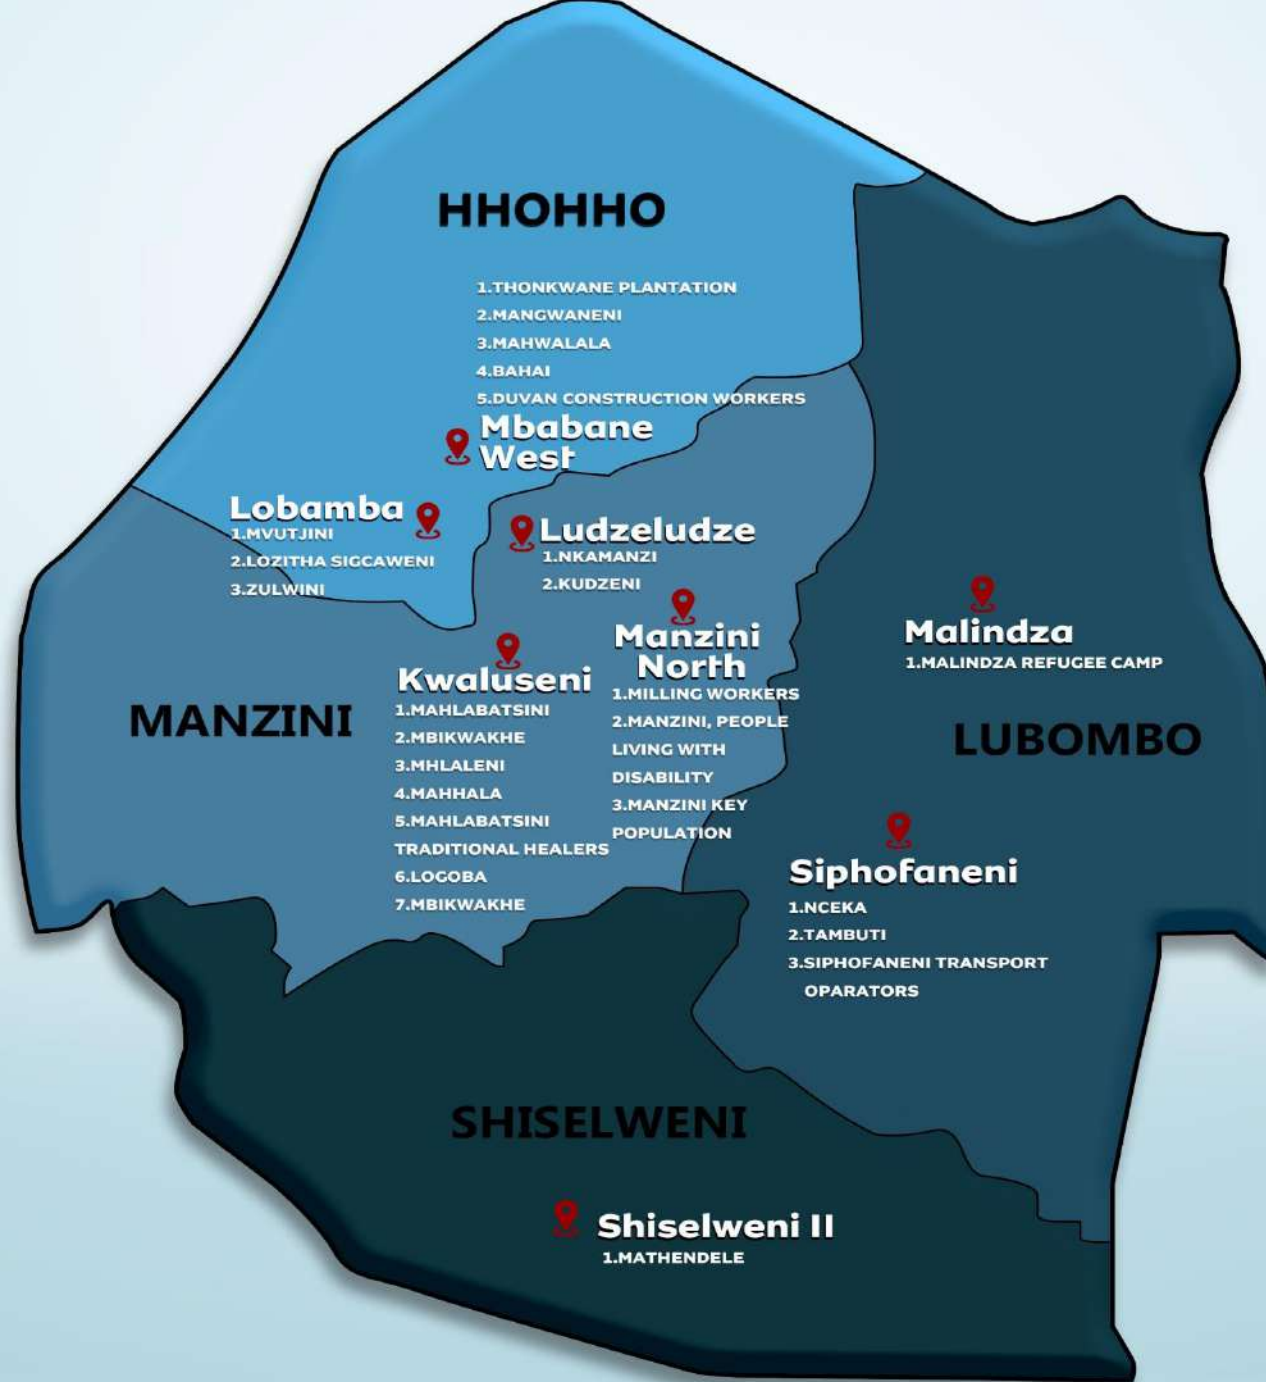 HHOHHO
1.THONKWANE PLANTATION
2.MANGWANENI
3.MAHWALALA
4.BAHAI
5.DUVAN CONSTRUCTION WORKERS
Mbabane
West
Lobamba
1.MVUTJINI
2.LOZITHA SIGCAWENI
3.ZULWINI
Ludzeludze
1.NKAMANZI
2.KUDZENI
MANZINI
Kwaluseni
1.MAHLABATSINI
2.MBIKWAKHE
3.MHLALENI
4.MAHHALA
5.MAHLABATSINI
TRADITIONAL HEALERS
6.LOGOBA
7.MBIKWAKHE
Manzini
North
1.MILLING WORKERS
2.MANZINI, PEOPLE
LIVING WITH
DISABILITY
3.MANZINI KEY
POPULATION
Malindza
1.MALINDZA REFUGEE CAMP
LUBOMBO
Siphofaneni
1.NCEKA
2.TAMBUTI
3.SIPHOFANENI TRANSPORT
OPARATORS
SHISELWENI
Shiselweni II
1.MATHENDELE